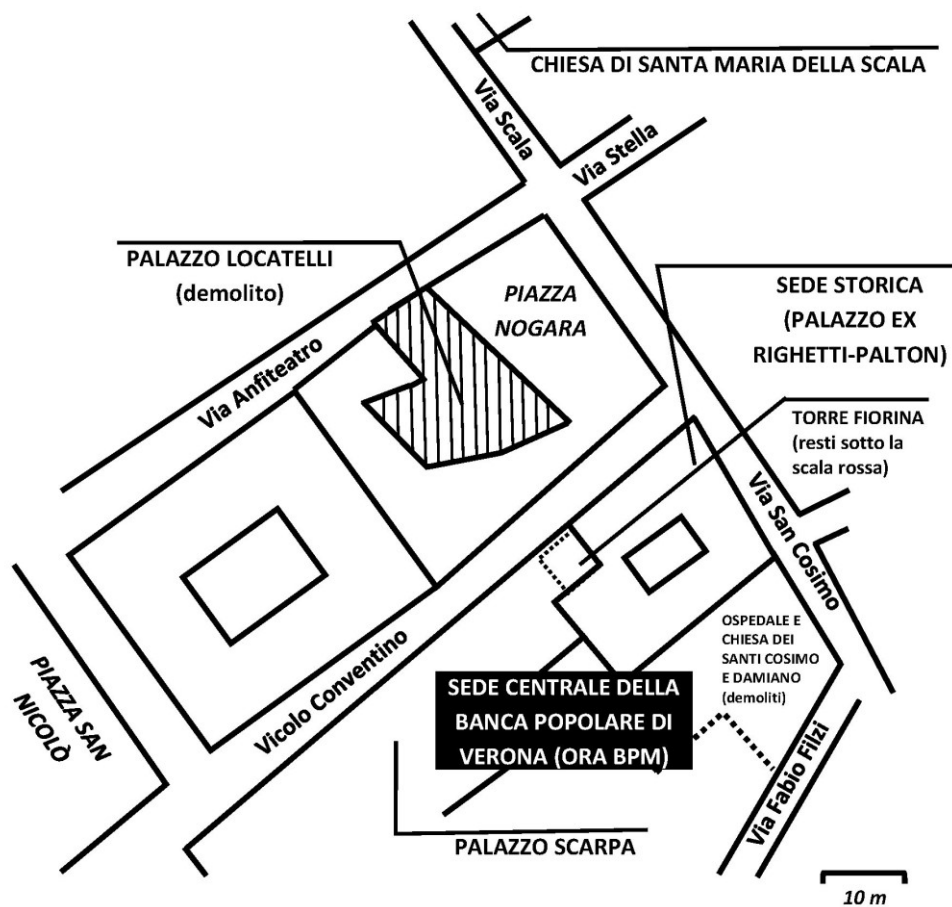 CHIESA DI SANTA MARIA DELLA SCALA
Via Scala
Via Stella
PALAZZO LOCATELLI
(demolito)
PIAZZA
NOGARA
SEDE STORICA
(PALAZZO EX
RIGHETTI-PALTON)
Via Anfiteatro
TORRE FIORINA
(resti sotto la
scala rossa)
Via San Cosimo
OSPEDALE E
CHIESA DEI
SANTI COSIMO
E DAMIANO
(demoliti)
PIAZZA SAN
NICOLÒ
Vicolo Conventino
SEDE CENTRALE DELLA
BANCA POPOLARE DI
VERONA (ORA BPM)
Via Fabio Filzi
PALAZZO SCARPA
10 m